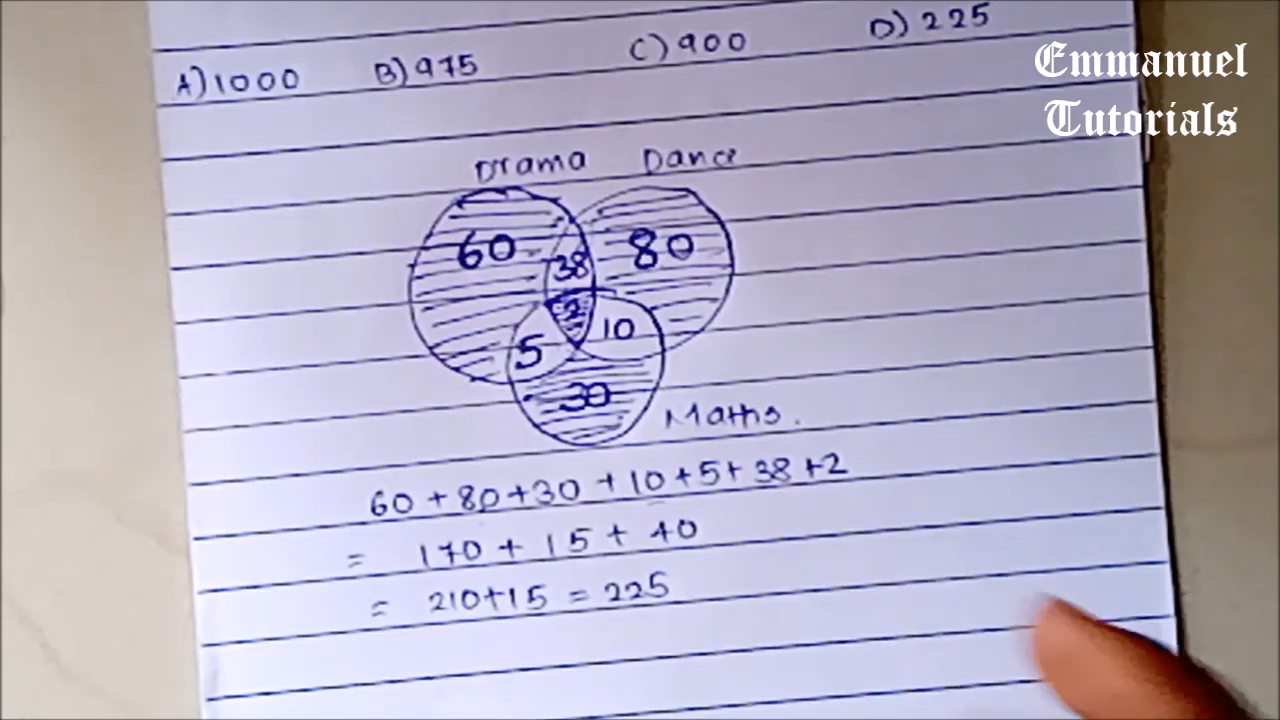 A) 1000 B) 975 C) 900 D) 225
Emmanuel
Tutorials
Drama Dance
60 38 80
2
5 10
30
Maths.
60 + 80 + 30 + 10 + 5 + 38 + 2
= 170 + 15 + 40
= 210 + 15 = 225